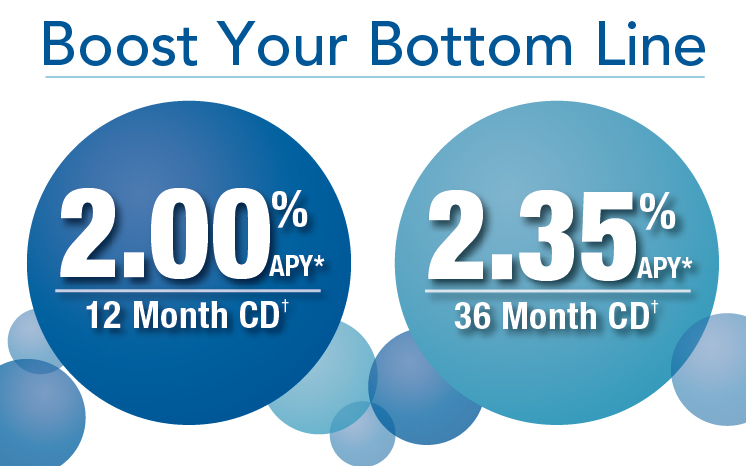 Boost Your Bottom Line
2.00% APY*
12 Month CD†
2.35% APY*
36 Month CD†